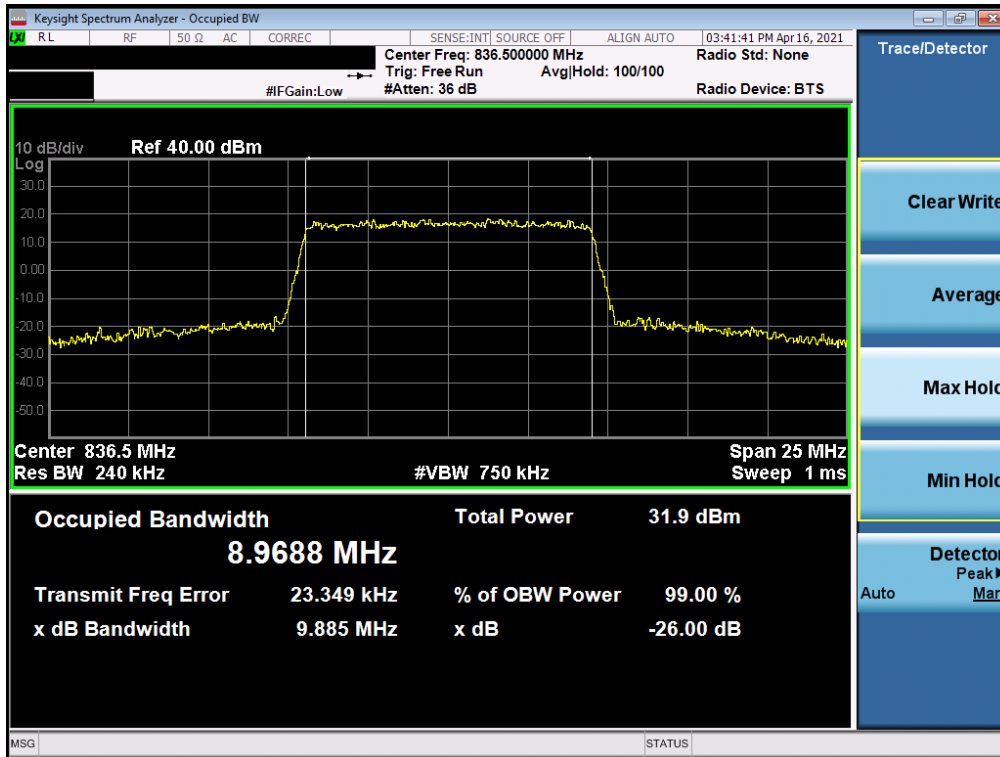 Keysight Spectrum Analyzer - Occupied BW
LXI RL RF 50 Ω AC CORREC SENSE:INT SOURCE OFF ALIGN AUTO 03:41:41 PM Apr 16, 2021
Center Freq: 836.500000 MHz Radio Std: None
Trig: Free Run Avg|Hold: 100/100
#IFGain:Low #Atten: 36 dB Radio Device: BTS
Trace/Detector
10 dB/div Ref 40.00 dBm
Log
30.0
20.0
10.0
0.00
-10.0
-20.0
-30.0
-40.0
-50.0
Center 836.5 MHz Span 25 MHz
Res BW 240 kHz #VBW 750 kHz Sweep 1 ms
Clear Write
Average
Max Hold
Min Hold
Detector
Peak▶
Auto Man
Occupied Bandwidth Total Power 31.9 dBm
8.9688 MHz
Transmit Freq Error 23.349 kHz % of OBW Power 99.00 %
x dB Bandwidth 9.885 MHz x dB -26.00 dB
MSG STATUS